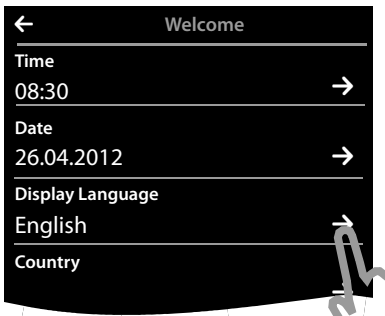 Welcome
Time
08:30
Date
26.04.2012
Display Language
English
Country